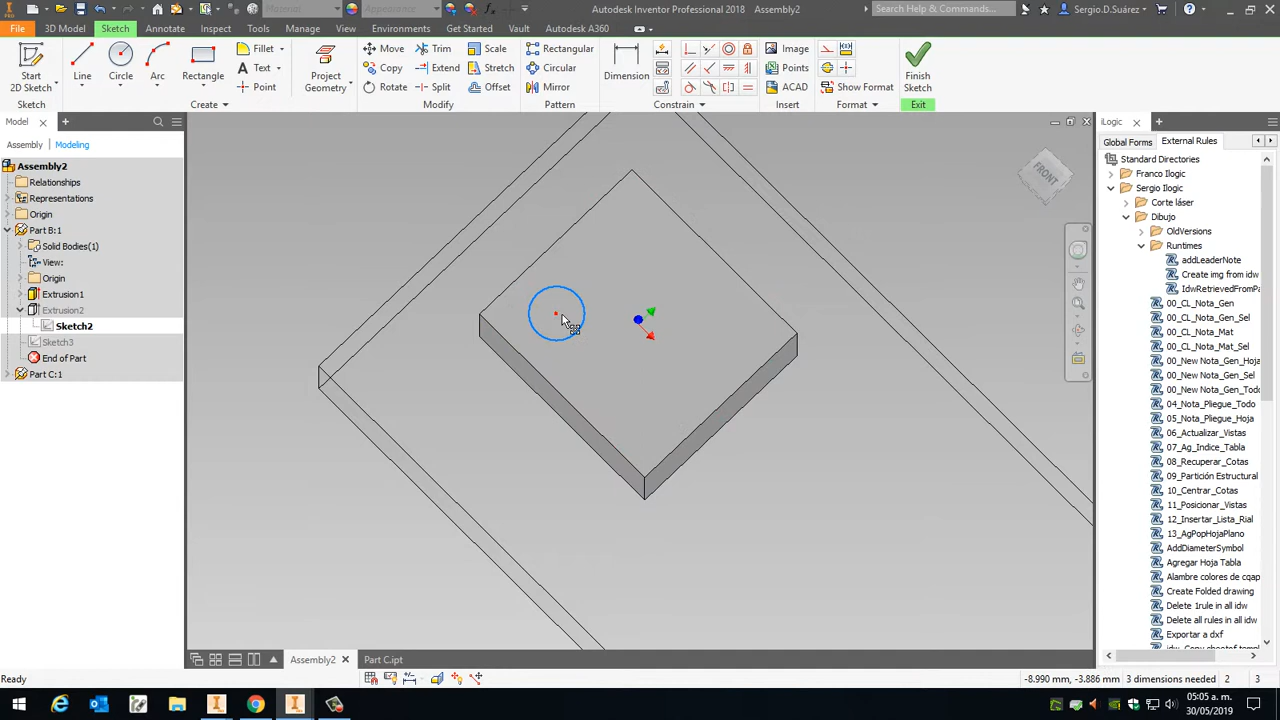 Material
Appearance
Autodesk Inventor Professional 2018 Assembly2
Search Help & Commands...
Sergio.D.Suárez
File 3D Model Sketch Annotate Inspect Tools Manage View Environments Get Started Vault Autodesk A360
Start
2D Sketch
Line
Circle
Arc
Rectangle
Fillet
Text
Point
Project
Geometry
Move
Copy
Rotate
Trim
Extend
Split
Scale
Stretch
Offset
Rectangular
Circular
Mirror
Dimension
Image
Points
ACAD
Show Format
Finish
Sketch
Sketch Create Modify Pattern Constrain Insert Format Exit
Model
Assembly Modeling
Assembly2
Relationships
Representations
Origin
Part B:1
Solid Bodies(1)
View:
Origin
Extrusion1
Extrusion2
Sketch2
Sketch3
End of Part
Part C:1
FRONT
iLogic
Global Forms External Rules
Standard Directories
Franco Ilogic
Sergio Ilogic
Corte láser
Dibujo
OldVersions
Runtimes
addLeaderNote
Create img from idw
IdwRetrievedFromPa
00_CL_Nota_Gen
00_CL_Nota_Gen_Sel
00_CL_Nota_Mat
00_CL_Nota_Mat_Sel
00_New Nota_Gen_Hoja
00_New Nota_Gen_Sel
00_New Nota_Gen_Todo
04_Nota_Pliegue_Todo
05_Nota_Pliegue_Hoja
06_Actualizar_Vistas
07_Ag_Indice_Tabla
08_Recuperar_Cotas
09_Partición Estructural
10_Centrar_Cotas
11_Posicionar_Vistas
12_Insertar_Lista_Rial
13_AgPopHojaPlano
AddDiameterSymbol
Agregar Hoja Tabla
Alambre colores de cqap
Create Folded drawing
Delete 1rule in all idw
Delete all rules in all idw
Exportar a dxf
Assembly2 Part C.ipt
Ready
-8.990 mm, -3.886 mm 3 dimensions needed 2 3
05:05 a. m.
30/05/2019